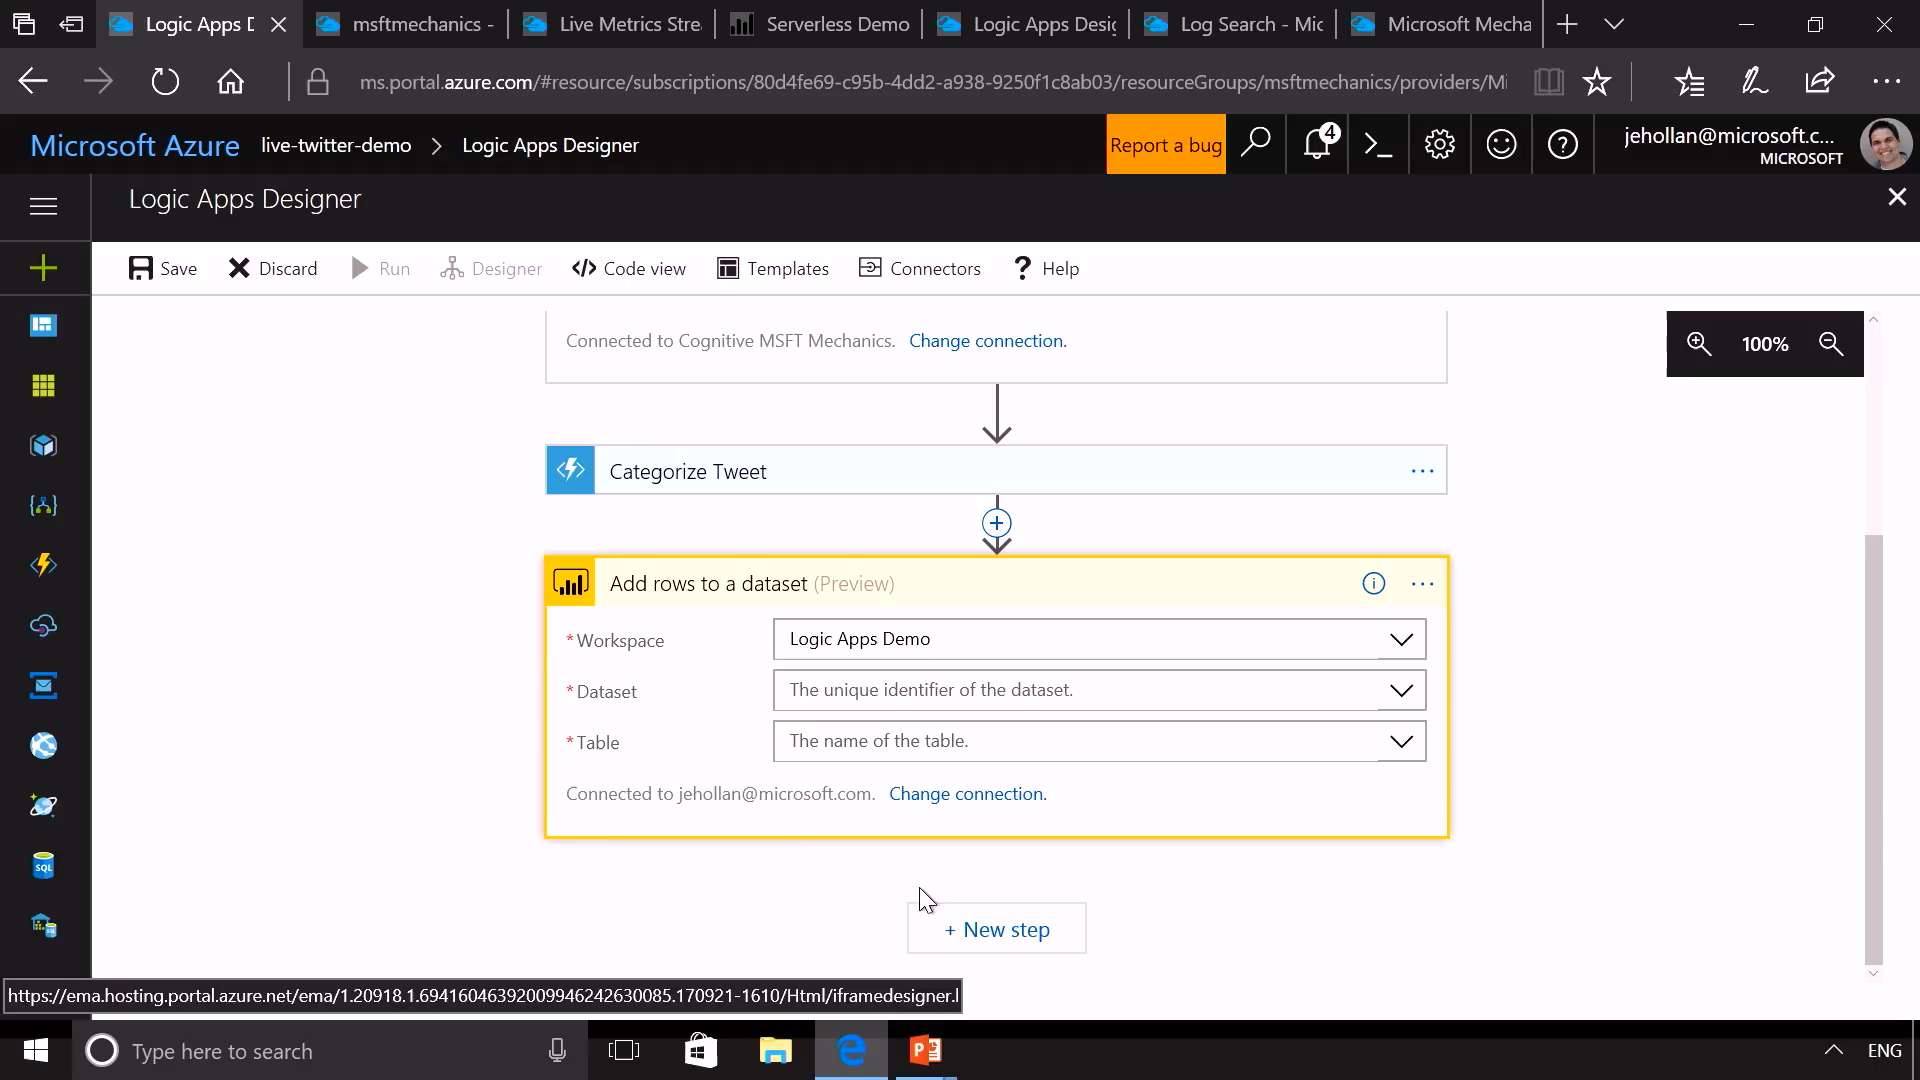 Logic Apps D
msftmechanics -
Live Metrics Stre
Serverless Demo
Logic Apps Desig
Log Search - Mic
Microsoft Mecha
ms.portal.azure.com/#resource/subscriptions/80d4fe69-c95b-4dd2-a938-9250f1c8ab03/resourceGroups/msftmechanics/providers/Mi
Microsoft Azure live-twitter-demo > Logic Apps Designer
Report a bug
4
jehollan@microsoft.c...
MICROSOFT
Logic Apps Designer
Save
Discard
Run
Designer
Code view
Templates
Connectors
Help
Connected to Cognitive MSFT Mechanics. Change connection.
100%
Categorize Tweet
Add rows to a dataset (Preview)
* Workspace
Logic Apps Demo
* Dataset
The unique identifier of the dataset.
* Table
The name of the table.
Connected to jehollan@microsoft.com. Change connection.
+ New step
SQL
https://ema.hosting.portal.azure.net/ema/1.20918.1.69416046392009946242630085.170921-1610/Html/iframedesigner.l
Type here to search
ENG